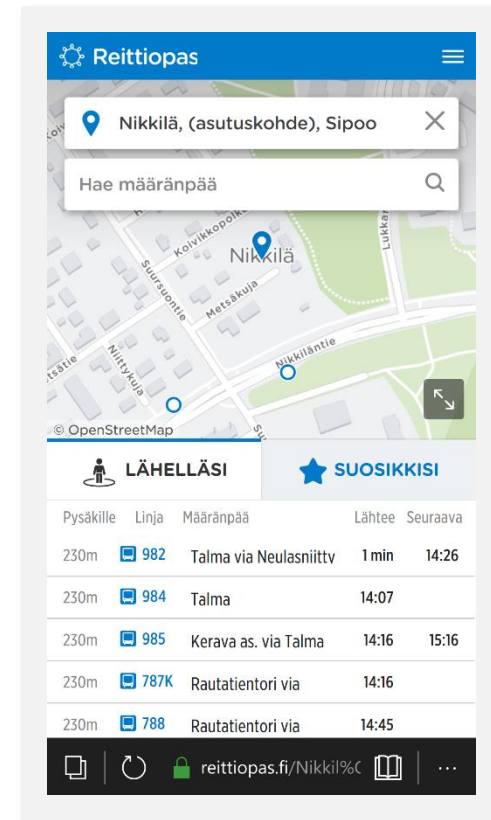 Reittiopas
Nikkilä, (asutuskohde), Sipoo
Hae määränpää
Koivikkopolku
Lukkar
Nikkilä
Suursuontie
Metsäkuja
Nikkiläntie
Niittykuja
© OpenStreetMap
LÄHELLÄSI
SUOSIKKISI
Pysäkille Linja Määränpää Lähtee Seuraava
230m 982 Talma via Neulasniitty 1 min 14:26
230m 984 Talma 14:07
230m 985 Kerava as. via Talma 14:16 15:16
230m 787K Rautatientori via 14:16
230m 788 Rautatientori via 14:45
reittiopas.fi/Nikkil%C